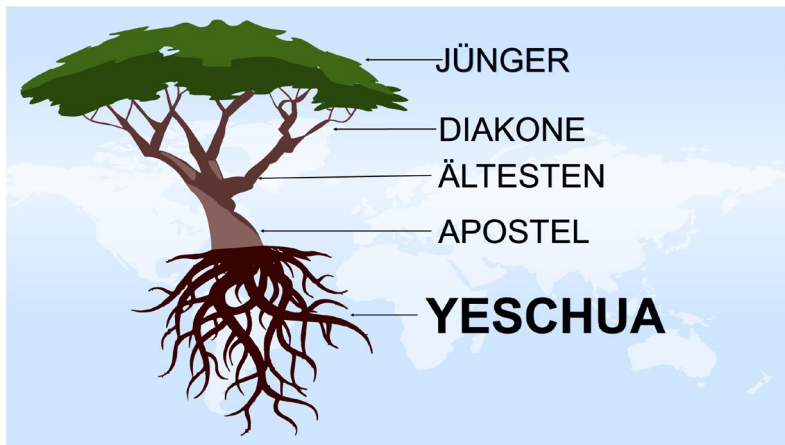 JÜNGER
DIAKONE
ÄLTESTEN
APOSTEL
YESCHUA